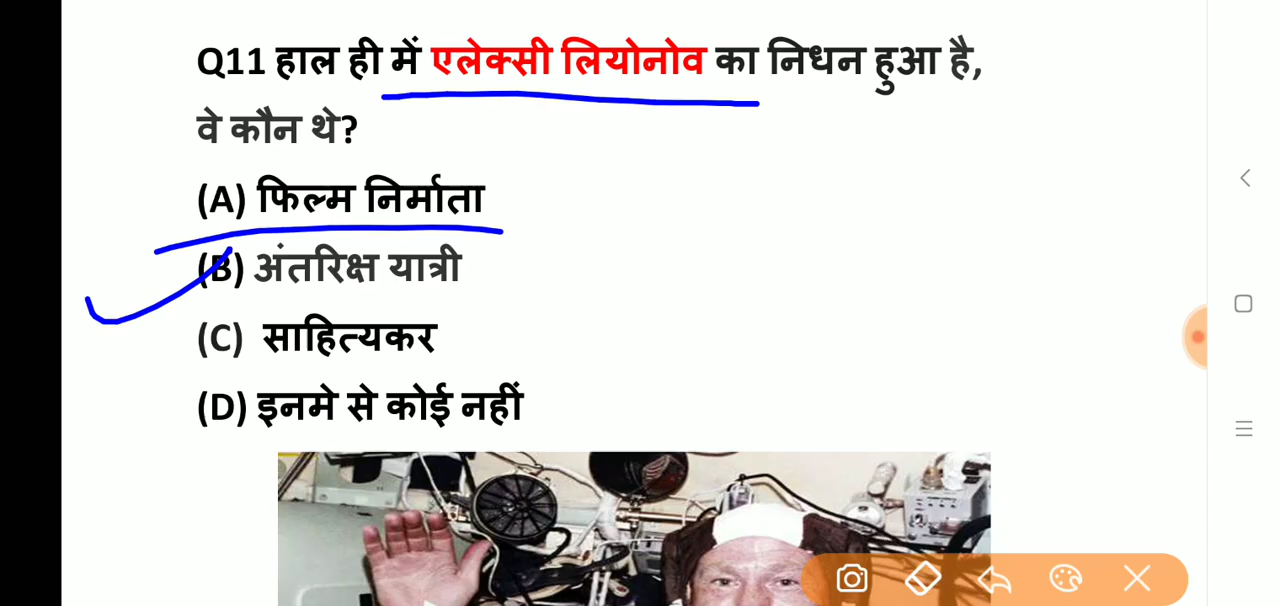 Q11 हाल ही में एलेक्सी लियोनोव का निधन हुआ है,
वे कौन थे?
(A) फिल्म निर्माता
(B) अंतरिक्ष यात्री
(C) साहित्यकर
(D) इनमे से कोई नहीं